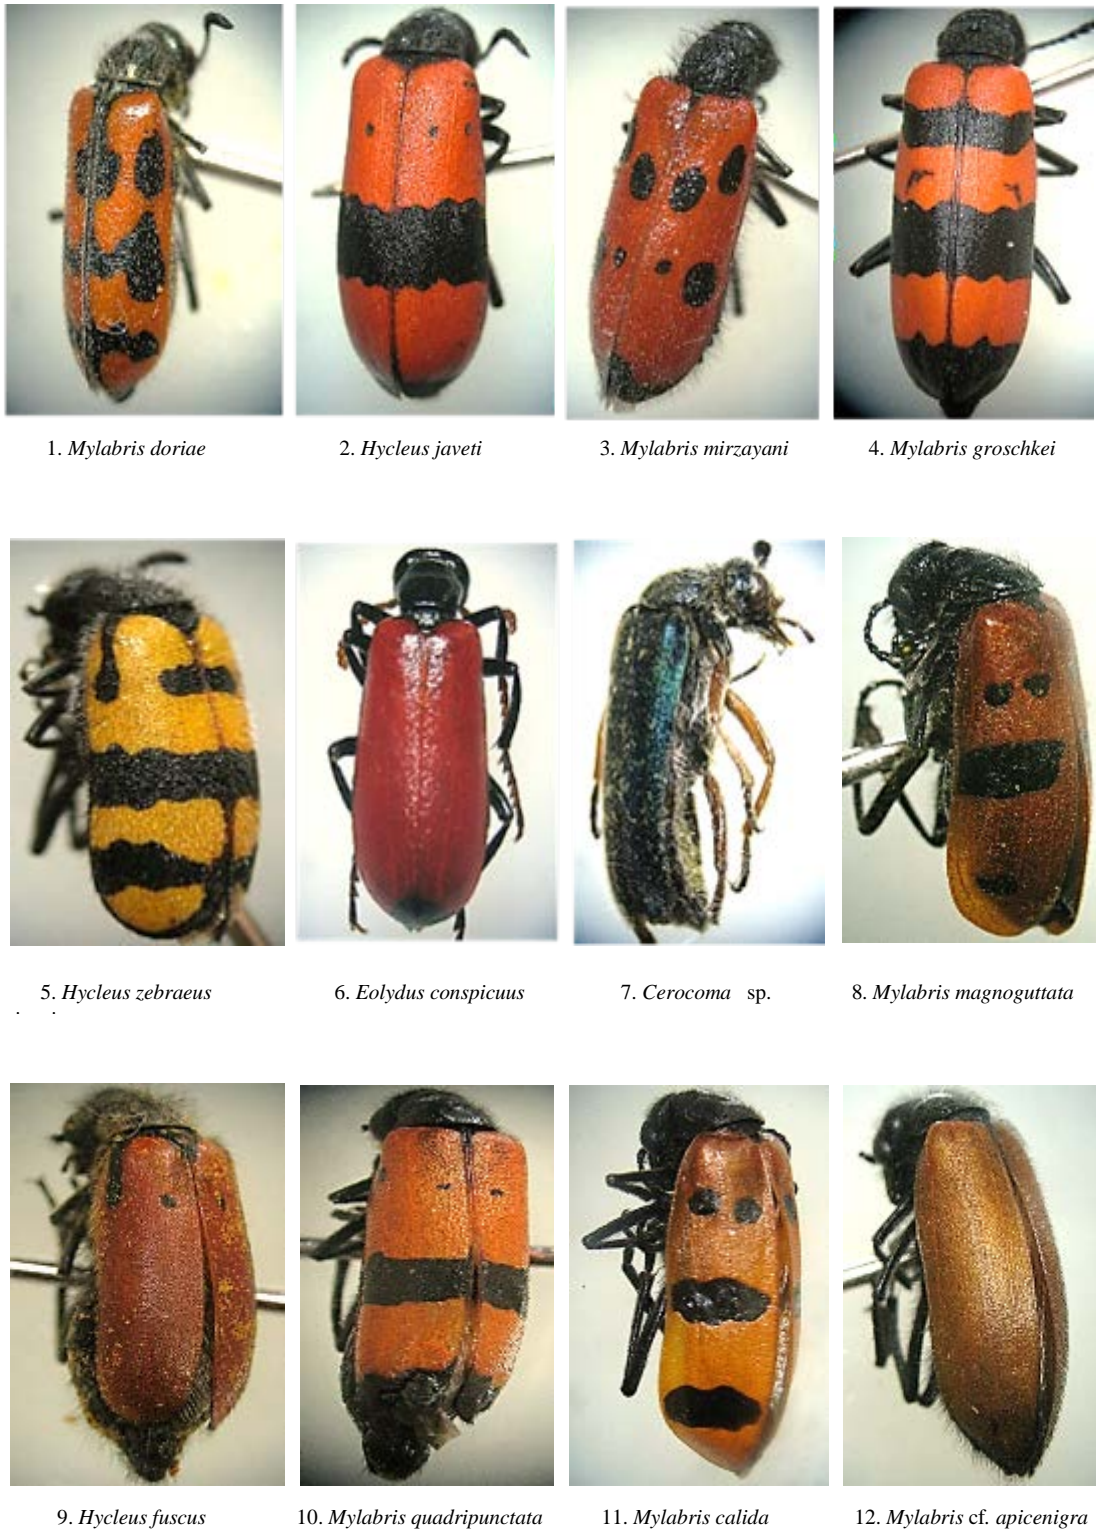 1. Mylabris doriae 2. Hycleus javeti 3. Mylabris mirzayani 4. Mylabris groschkei
5. Hycleus zebraeus 6. Eolydus conspicuus 7. Cerocoma sp. 8. Mylabris magnoguttata
9. Hycleus fuscus 10. Mylabris quadripunctata 11. Mylabris calida 12. Mylabris cf. apicenigra